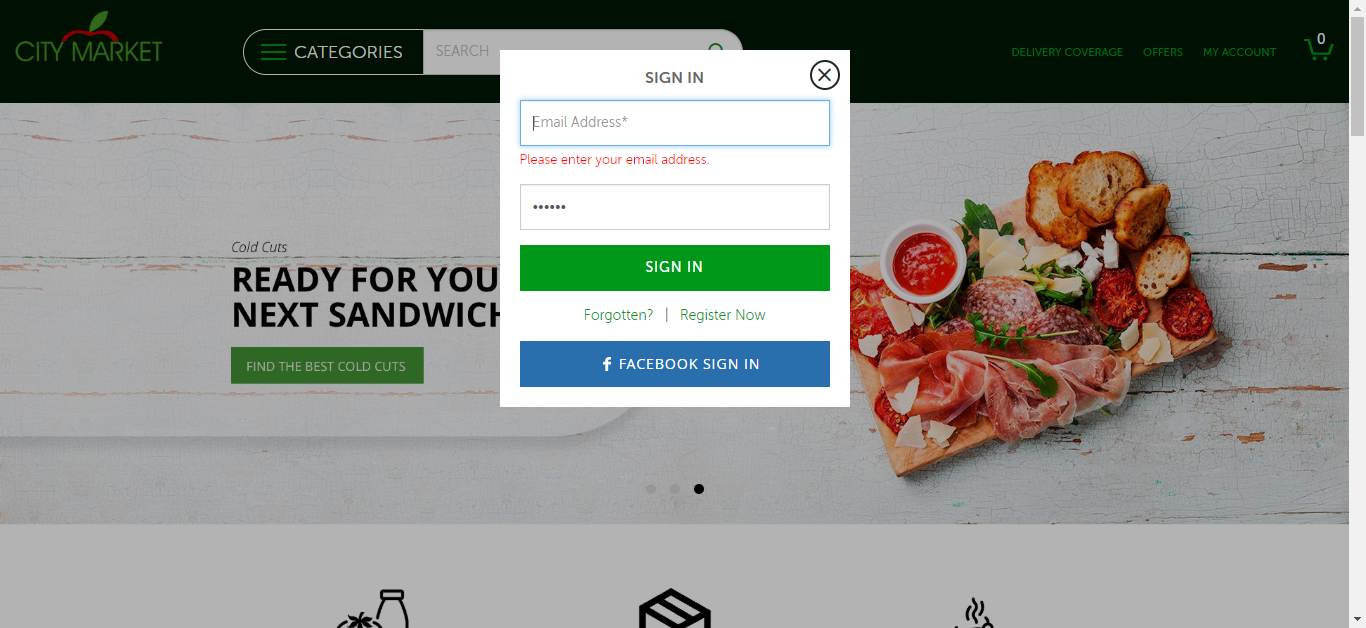 CITY MARKET
CATEGORIES
SEARCH
DELIVERY COVERAGE
OFFERS
MY ACCOUNT
0
SIGN IN
Email Address*
Please enter your email address.
••••••
SIGN IN
Forgotten? | Register Now
f FACEBOOK SIGN IN
Cold Cuts
READY FOR YOU
NEXT SANDWICH
FIND THE BEST COLD CUTS